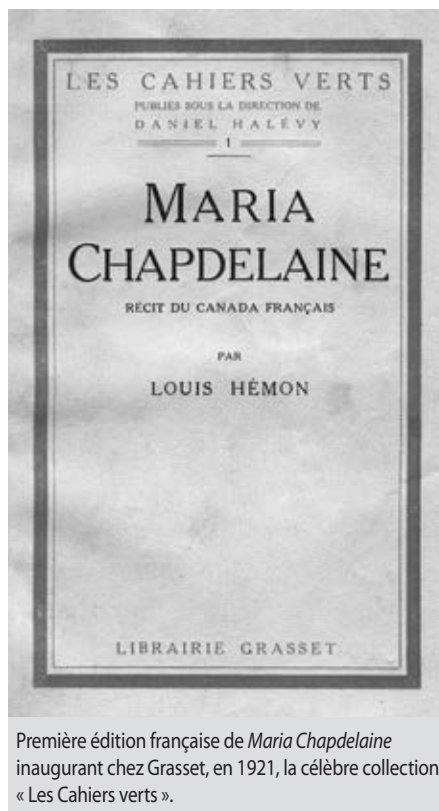 LES CAHIERS VERTS
PUBLIÉS SOUS LA DIRECTION DE
DANIEL HALÉVY
1
MARIA
CHAPDELAINE
RÉCIT DU CANADA FRANÇAIS
PAR
LOUIS HÉMON
LIBRAIRIE GRASSET
Première édition française de Maria Chapdelaine
inaugurant chez Grasset, en 1921, la célèbre collection
« Les Cahiers verts ».